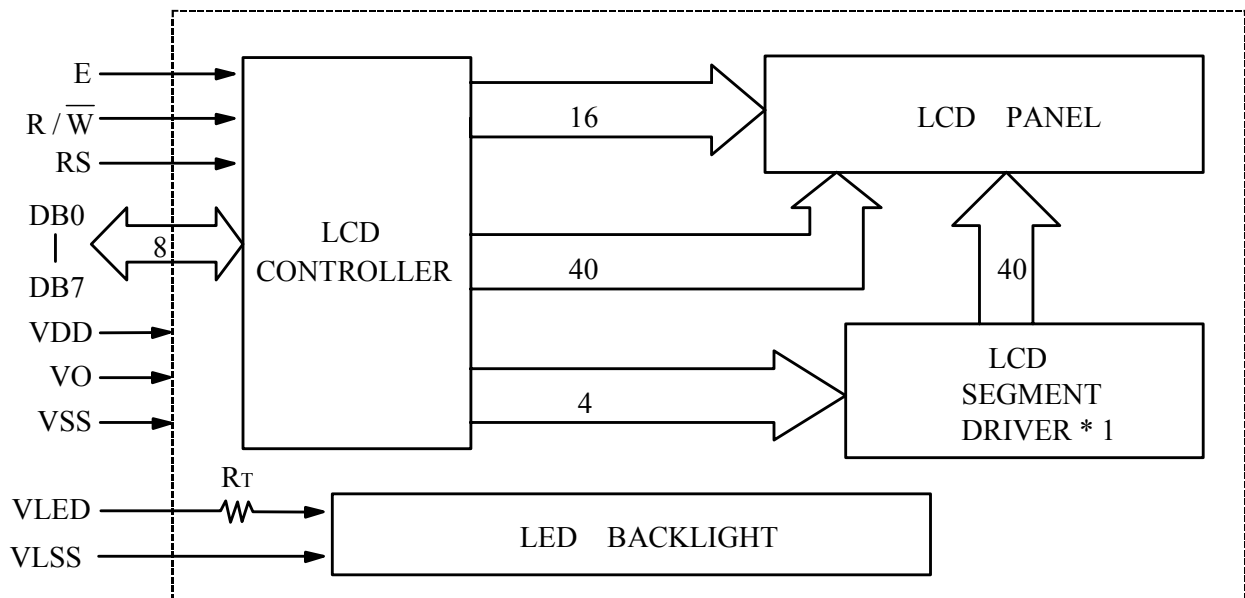 E
R / W̅
RS
DB0
DB7
8
VDD
VO
VSS
VLED
VLSS
RT
LCD
CONTROLLER
16
40
4
LCD PANEL
40
LCD
SEGMENT
DRIVER * 1
LED BACKLIGHT